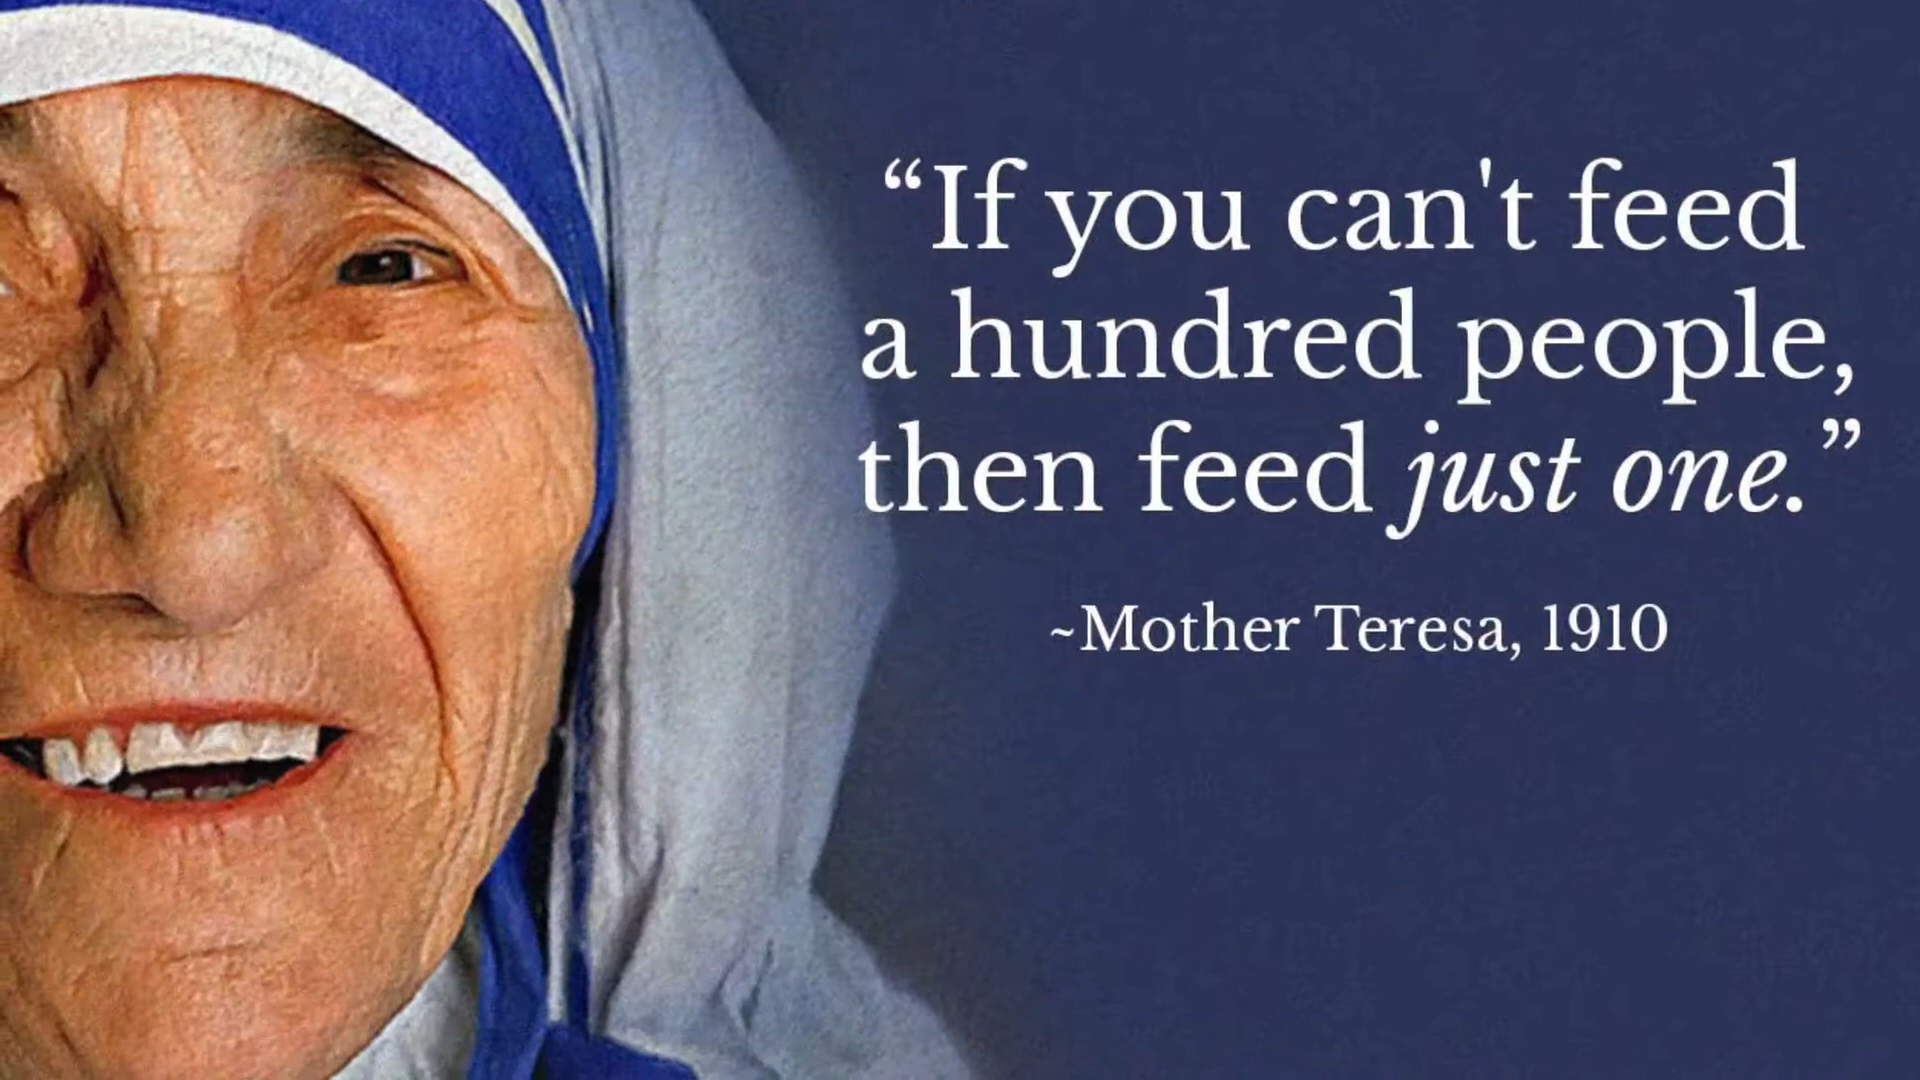 “If you can't feed
a hundred people,
then feed just one.”
~Mother Teresa, 1910